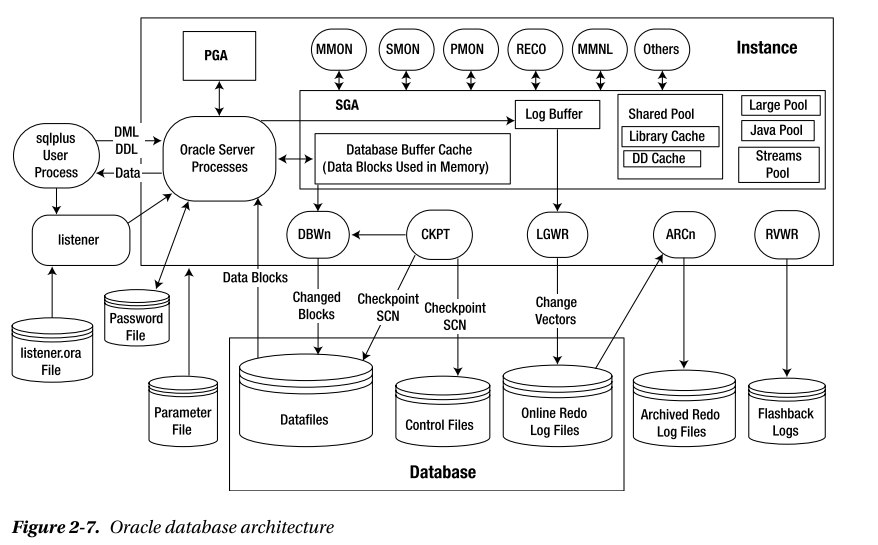 PGA
MMON
SMON
PMON
RECO
MMNL
Others
Instance
SGA
Log Buffer
Shared Pool
Library Cache
DD Cache
Large Pool
Java Pool
Streams
Pool
sqlplus
User
Process
DML
DDL
Data
Oracle Server
Processes
Database Buffer Cache
(Data Blocks Used in Memory)
listener
DBWn
CKPT
LGWR
ARCn
RVWR
Data Blocks
Changed
Blocks
Checkpoint
SCN
Checkpoint
SCN
Change
Vectors
listener.ora
File
Password
File
Parameter
File
Datafiles
Control Files
Online Redo
Log Files
Archived Redo
Log Files
Flashback
Logs
Database
Figure 2-7. Oracle database architecture